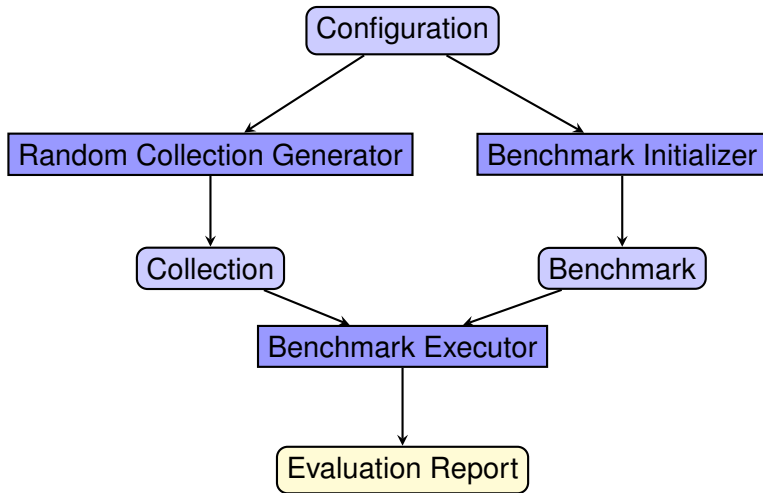 Configuration
Random Collection Generator
Benchmark Initializer
Collection
Benchmark
Benchmark Executor
Evaluation Report